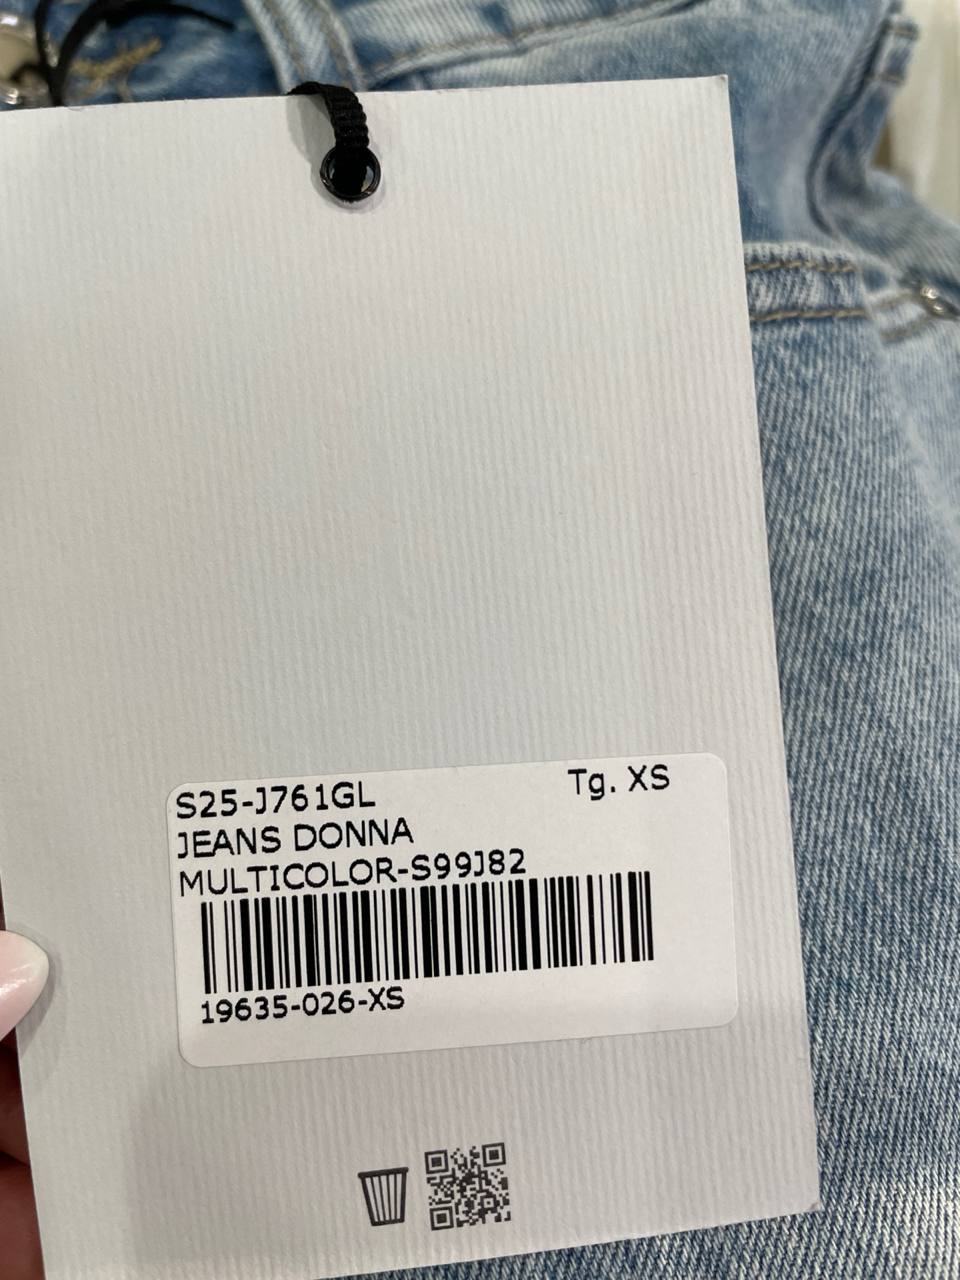 S25-J761GL Tg. XS
JEANS DONNA
MULTICOLOR-S99J82
19635-026-XS